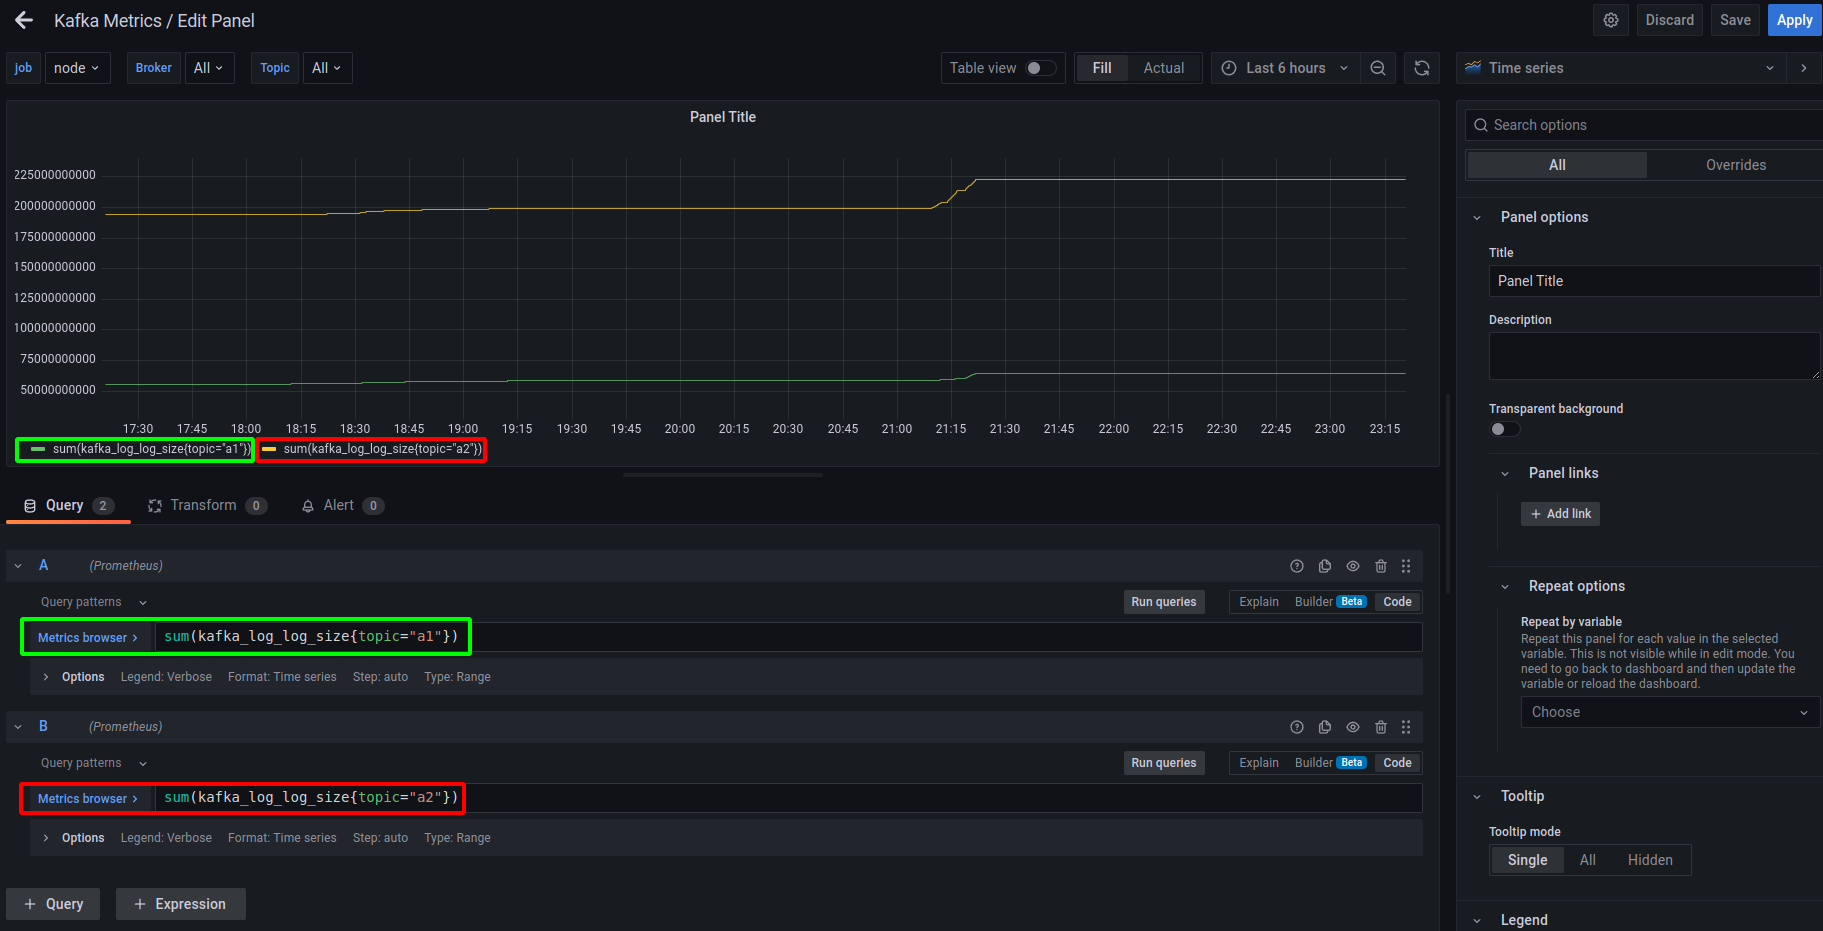 Kafka Metrics / Edit Panel
Discard
Save
Apply
job
node
Broker
All
Topic
All
Table view
Fill
Actual
Last 6 hours
Time series
Panel Title
225000000000
200000000000
175000000000
150000000000
125000000000
100000000000
75000000000
50000000000
17:30 17:45 18:00 18:15 18:30 18:45 19:00 19:15 19:30 19:45 20:00 20:15 20:30 20:45 21:00 21:15 21:30 21:45 22:00 22:15 22:30 22:45 23:00 23:15
sum(kafka_log_log_size{topic="a1"}) sum(kafka_log_log_size{topic="a2"})
Query 2
Transform 0
Alert 0
A (Prometheus)
Query patterns
Run queries
Explain
Builder Beta
Code
Metrics browser > sum(kafka_log_log_size{topic="a1"})
> Options Legend: Verbose Format: Time series Step: auto Type: Range
B (Prometheus)
Query patterns
Run queries
Explain
Builder Beta
Code
Metrics browser > sum(kafka_log_log_size{topic="a2"})
> Options Legend: Verbose Format: Time series Step: auto Type: Range
+ Query
+ Expression
Search options
All
Overrides
Panel options
Title
Panel Title
Description
Transparent background
Panel links
+ Add link
Repeat options
Repeat by variable
Repeat this panel for each value in the selected
variable. This is not visible while in edit mode. You
need to go back to dashboard and then update the
variable or reload the dashboard.
Choose
Tooltip
Tooltip mode
Single
All
Hidden
Legend